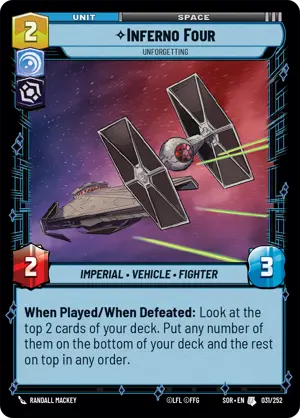 UNIT SPACE
2 Inferno Four
UNFORGETTING
2 3
IMPERIAL • VEHICLE • FIGHTER
When Played/When Defeated: Look at
the top 2 cards of your deck. Put any number
of them on the bottom of your deck and the rest
on top in any order.
RANDALL MACKEY ©LFL ©FFG SOR • EN U 031/252